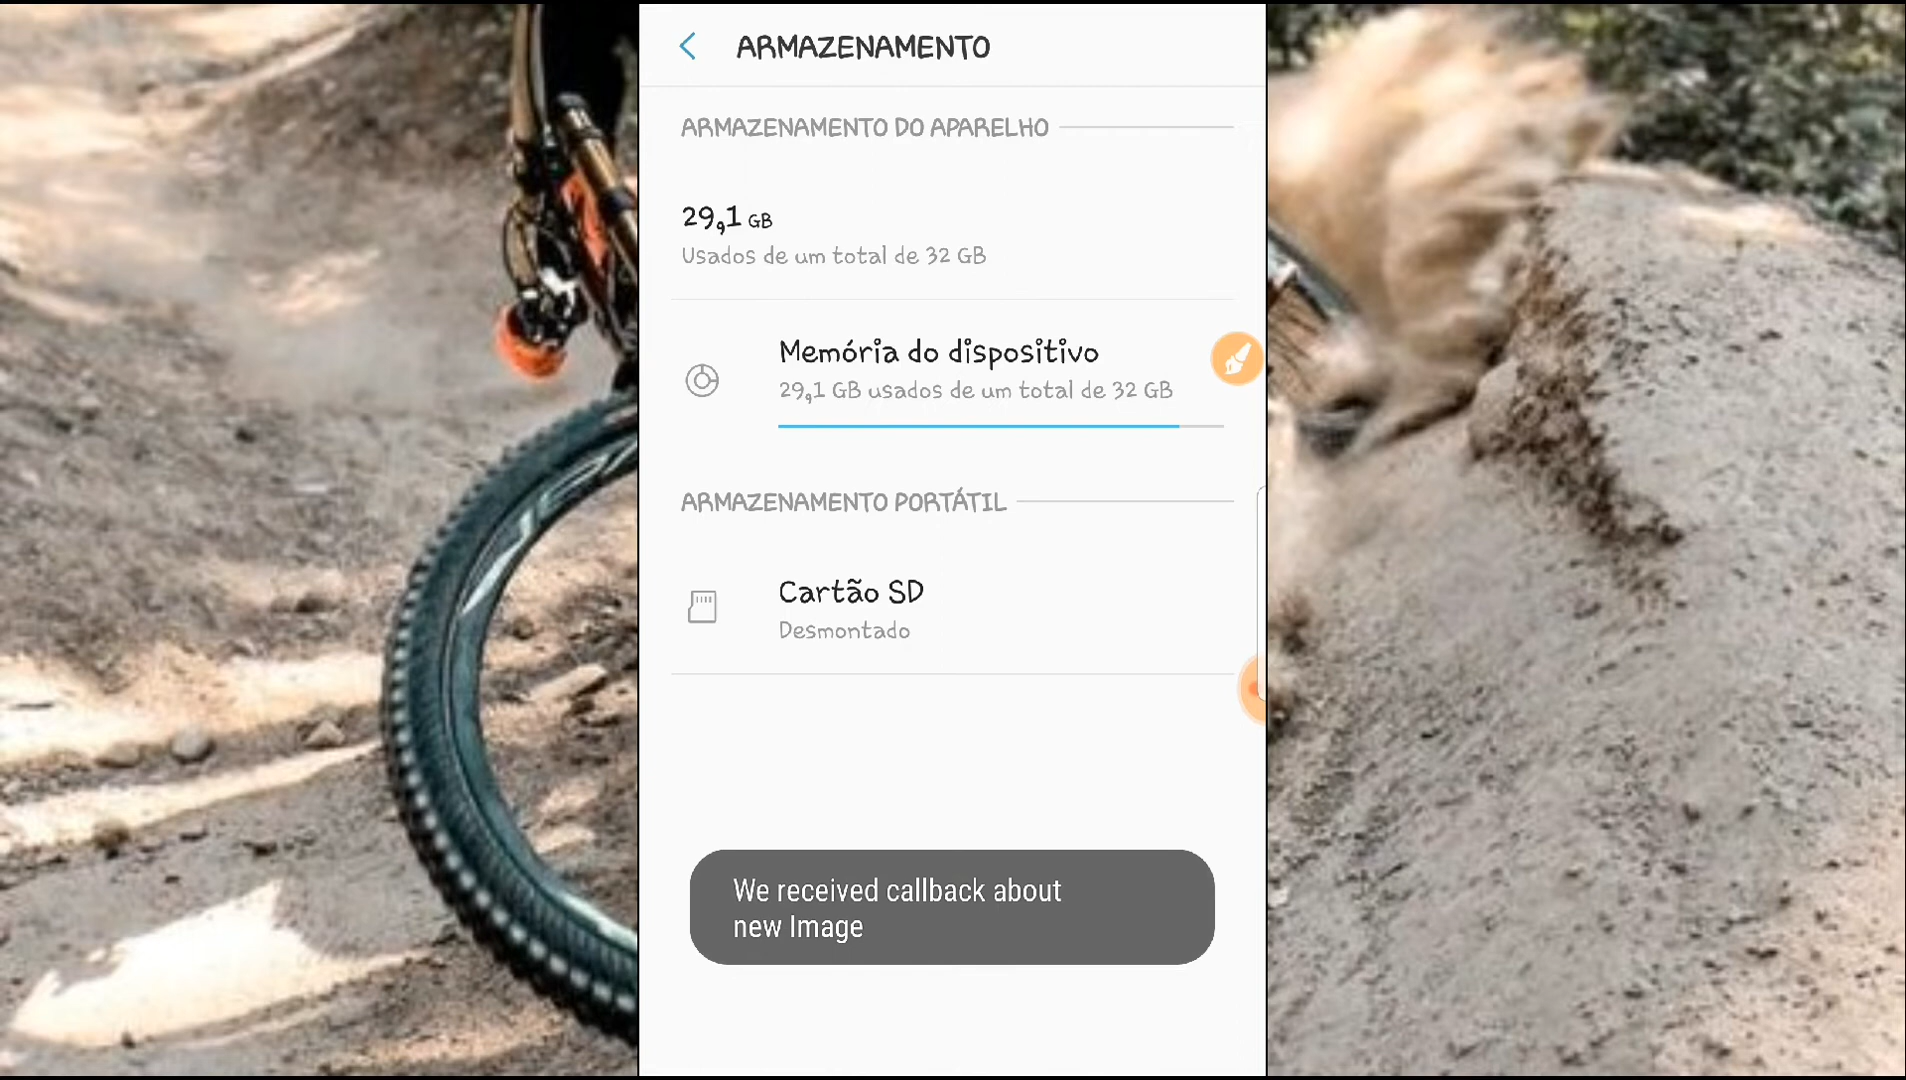 ARMAZENAMENTO
ARMAZENAMENTO DO APARELHO
29,1 GB
Usados de um total de 32 GB
Memória do dispositivo
29,1 GB usados de um total de 32 GB
ARMAZENAMENTO PORTÁTIL
Cartão SD
Desmontado
We received callback about
new Image